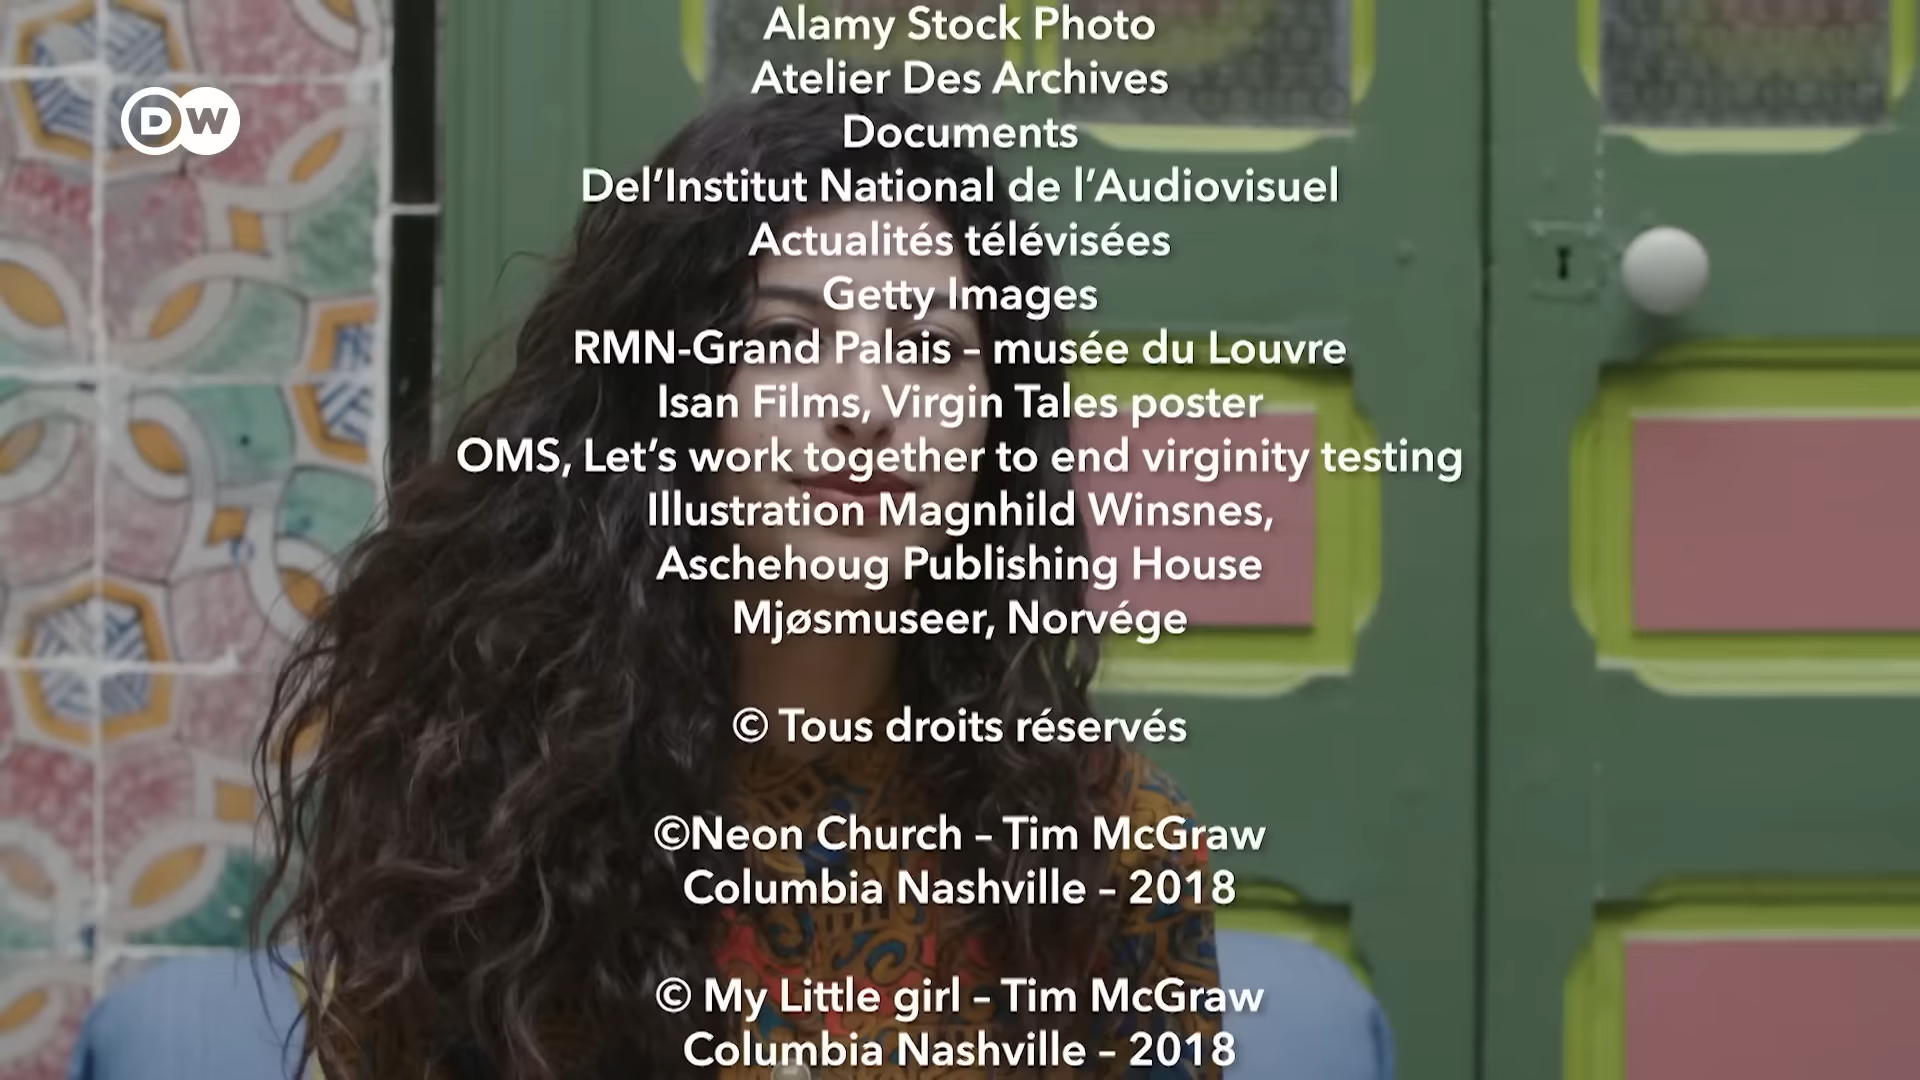 DW
Alamy Stock Photo
Atelier Des Archives
Documents
Del’Institut National de l’Audiovisuel
Actualités télévisées
Getty Images
RMN-Grand Palais – musée du Louvre
Isan Films, Virgin Tales poster
OMS, Let’s work together to end virginity testing
Illustration Magnhild Winsnes,
Aschehoug Publishing House
Mjøsmuseer, Norvége
© Tous droits réservés
©Neon Church – Tim McGraw
Columbia Nashville – 2018
© My Little girl – Tim McGraw
Columbia Nashville – 2018